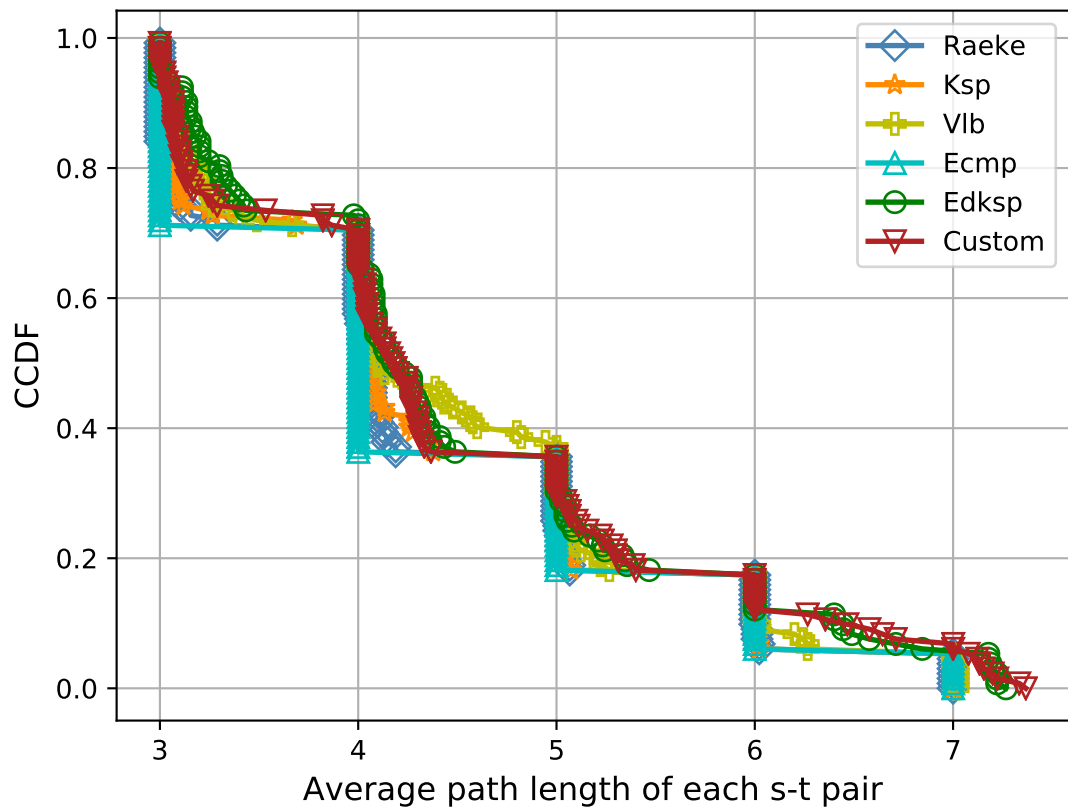 1.0
0.8
0.6
0.4
0.2
0.0
CCDF
3 4 5 6 7
Average path length of each s-t pair
Raeke
Ksp
Vlb
Ecmp
Edksp
Custom